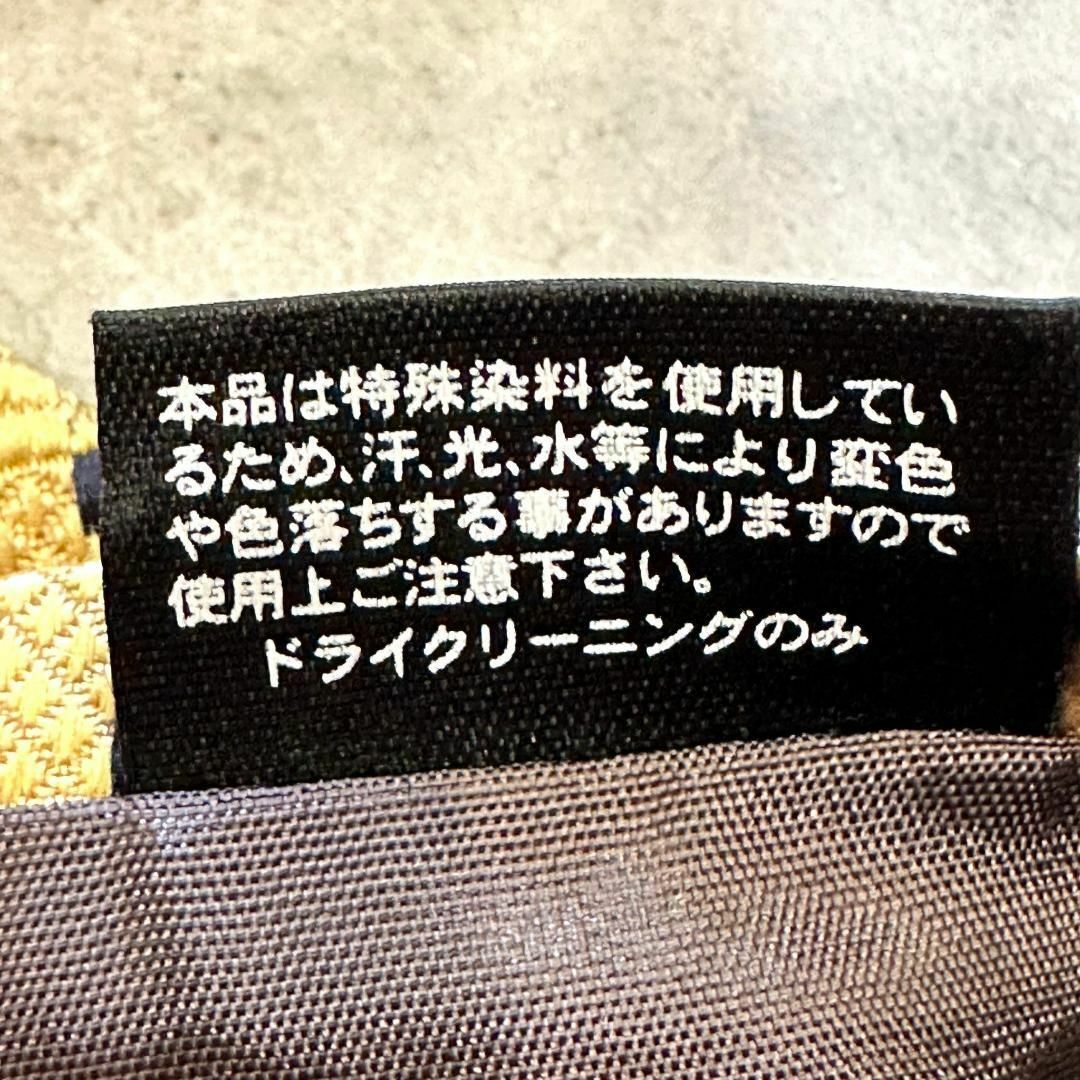 本品は特殊染料を使用してい
るため、汗、光、水等により変色
や色落ちする事がありますので
使用上ご注意下さい。
ドライクリーニングのみ